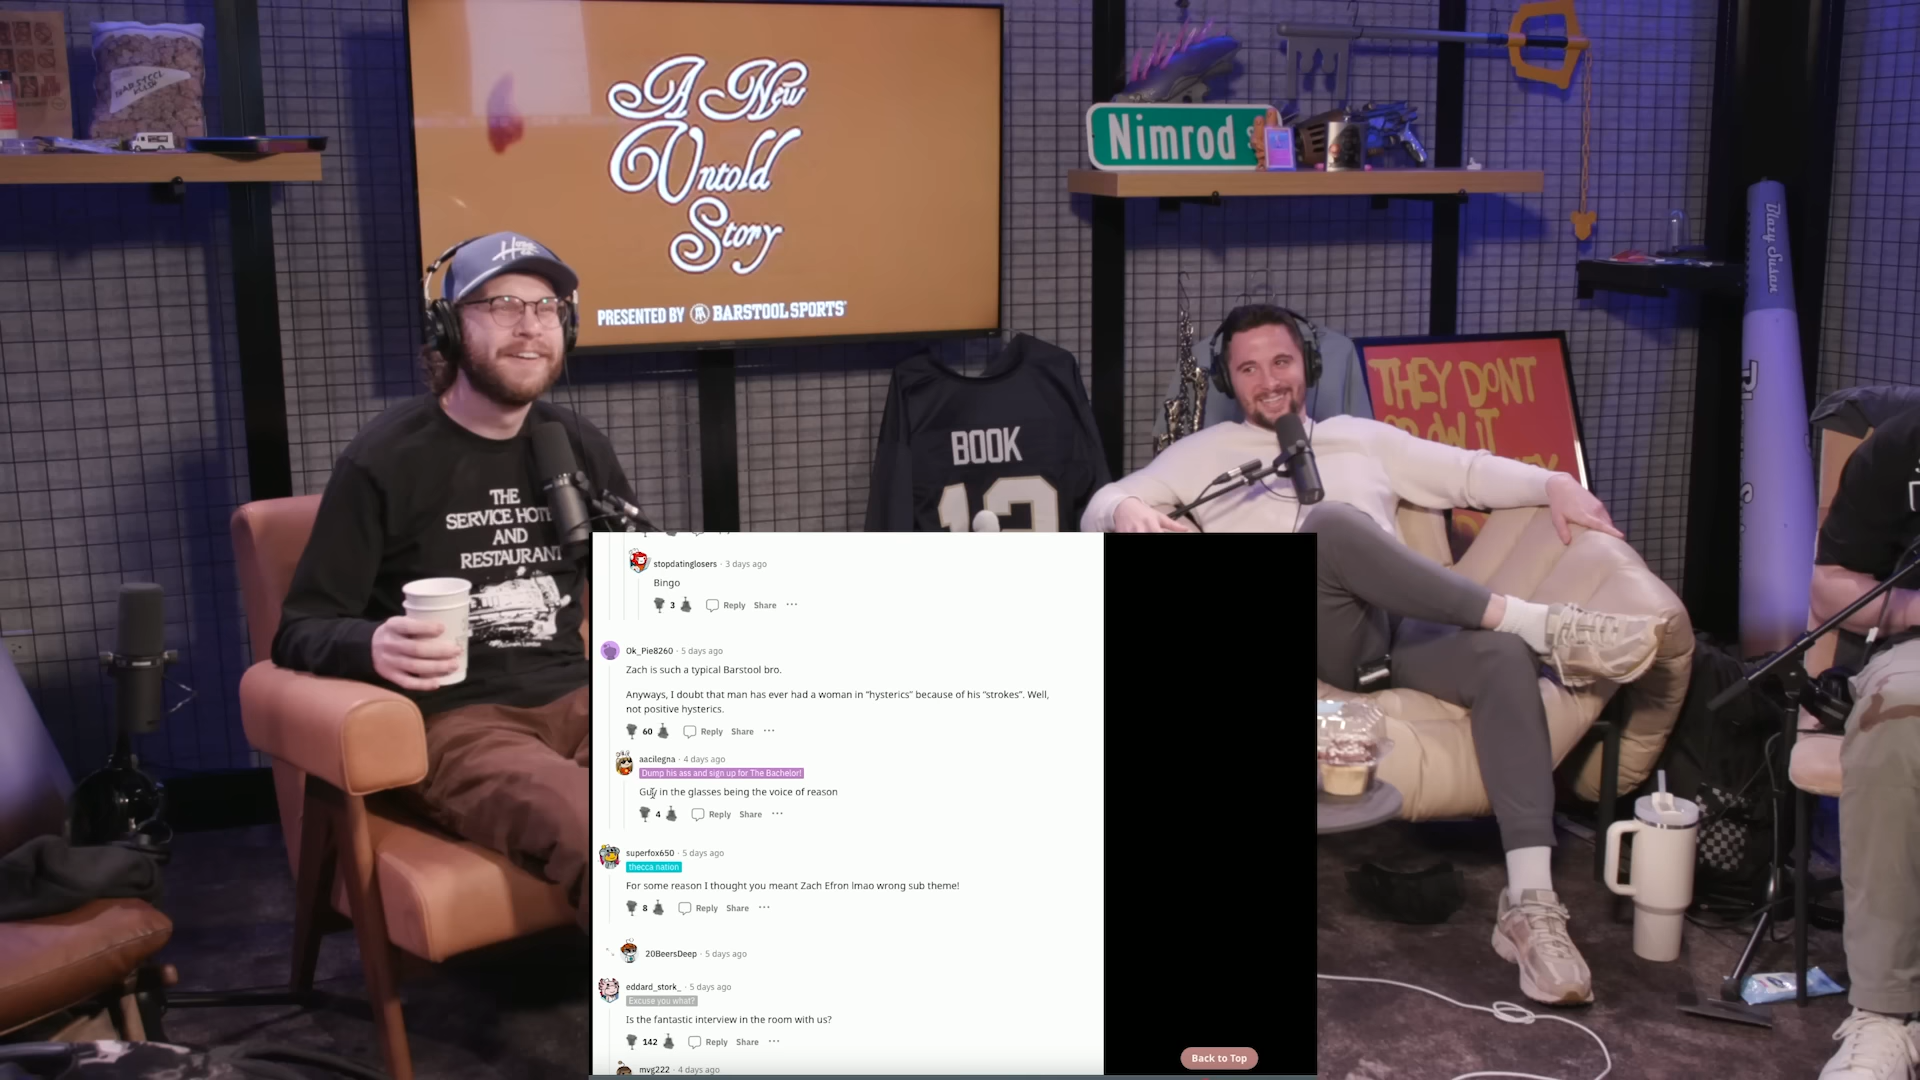 A New
Untold
Story
PRESENTED BY BARSTOOL SPORTS
Nimrod
Blazy Susan
THEY DONT
BOOK
THE
SERVICE HOTEL
AND
RESTAURANT
stopdatinglosers · 3 days ago
Bingo
3 Reply Share ···
Ok_Pie8260 · 5 days ago
Zach is such a typical Barstool bro.
Anyways, I doubt that man has ever had a woman in "hysterics" because of his "strokes". Well,
not positive hysterics.
60 Reply Share ···
aacilegna · 4 days ago
Dump his ass and sign up for The Bachelor!
Guy in the glasses being the voice of reason
4 Reply Share ···
superfox650 · 5 days ago
thecca nation
For some reason I thought you meant Zach Efron lmao wrong sub theme!
8 Reply Share ···
20BeersDeep · 5 days ago
eddard_stork_ · 5 days ago
Excuse you what?
Is the fantastic interview in the room with us?
142 Reply Share ···
mvg222 · 4 days ago
Back to Top